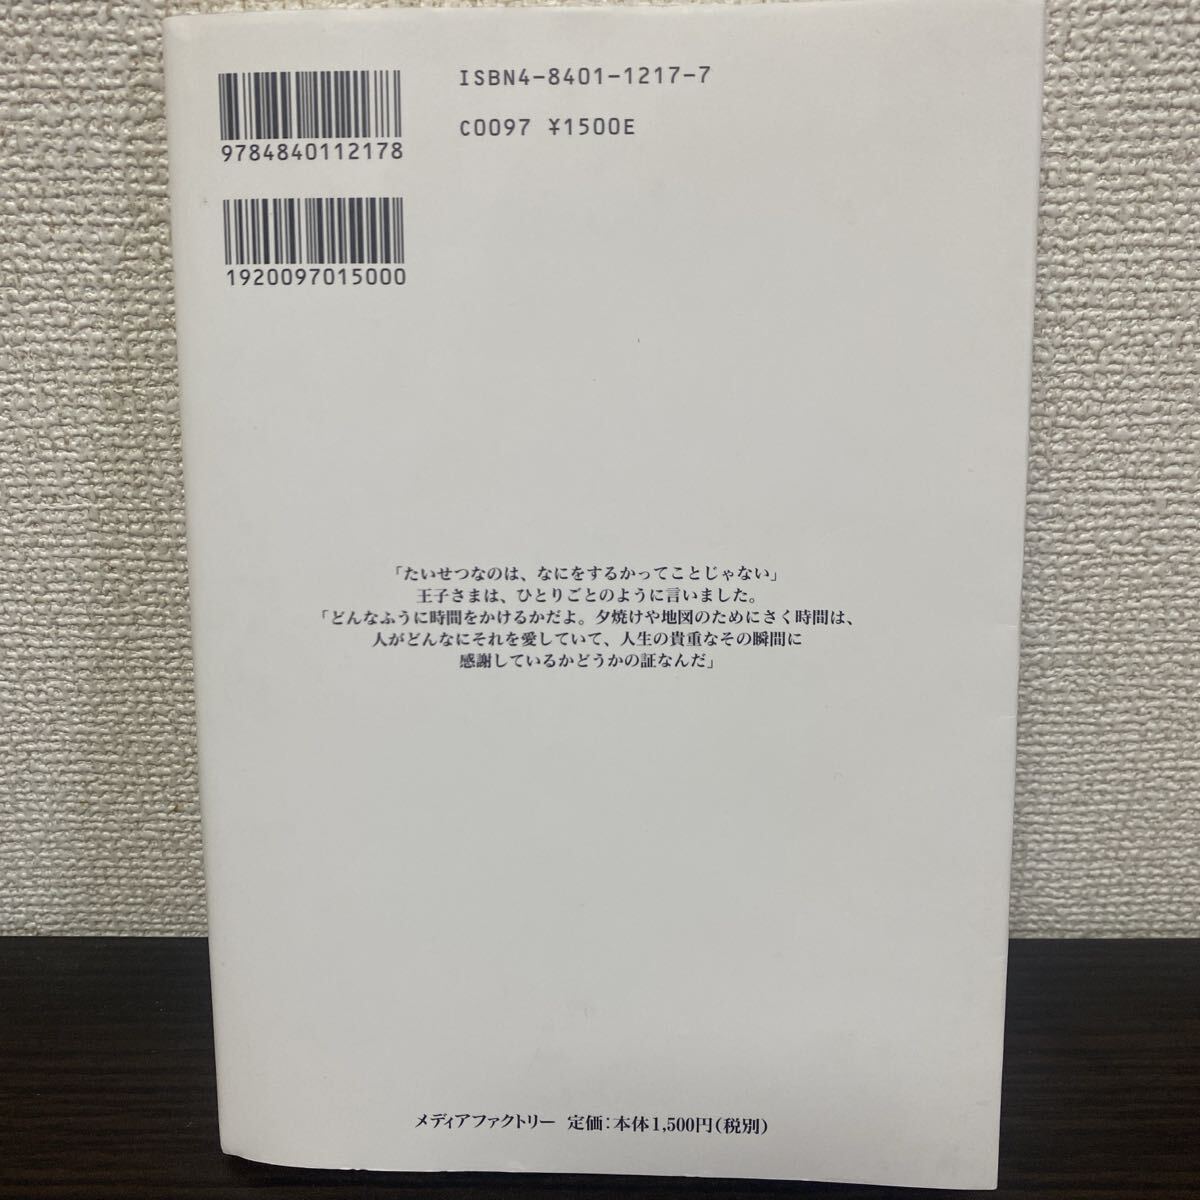 ISBN4-8401-1217-7
C0097 ¥1500E
9784840112178
1920097015000
「たいせつなのは、なにをするかってことじゃない」
王子さまは、ひとりごとのように言いました。
「どんなふうに時間をかけるかだよ。夕焼けや地図のためにさく時間は、
人がどんなにそれを愛していて、人生の貴重なその瞬間に
感謝しているかどうかの証なんだ」
メディアファクトリー 定価：本体1,500円（税別）